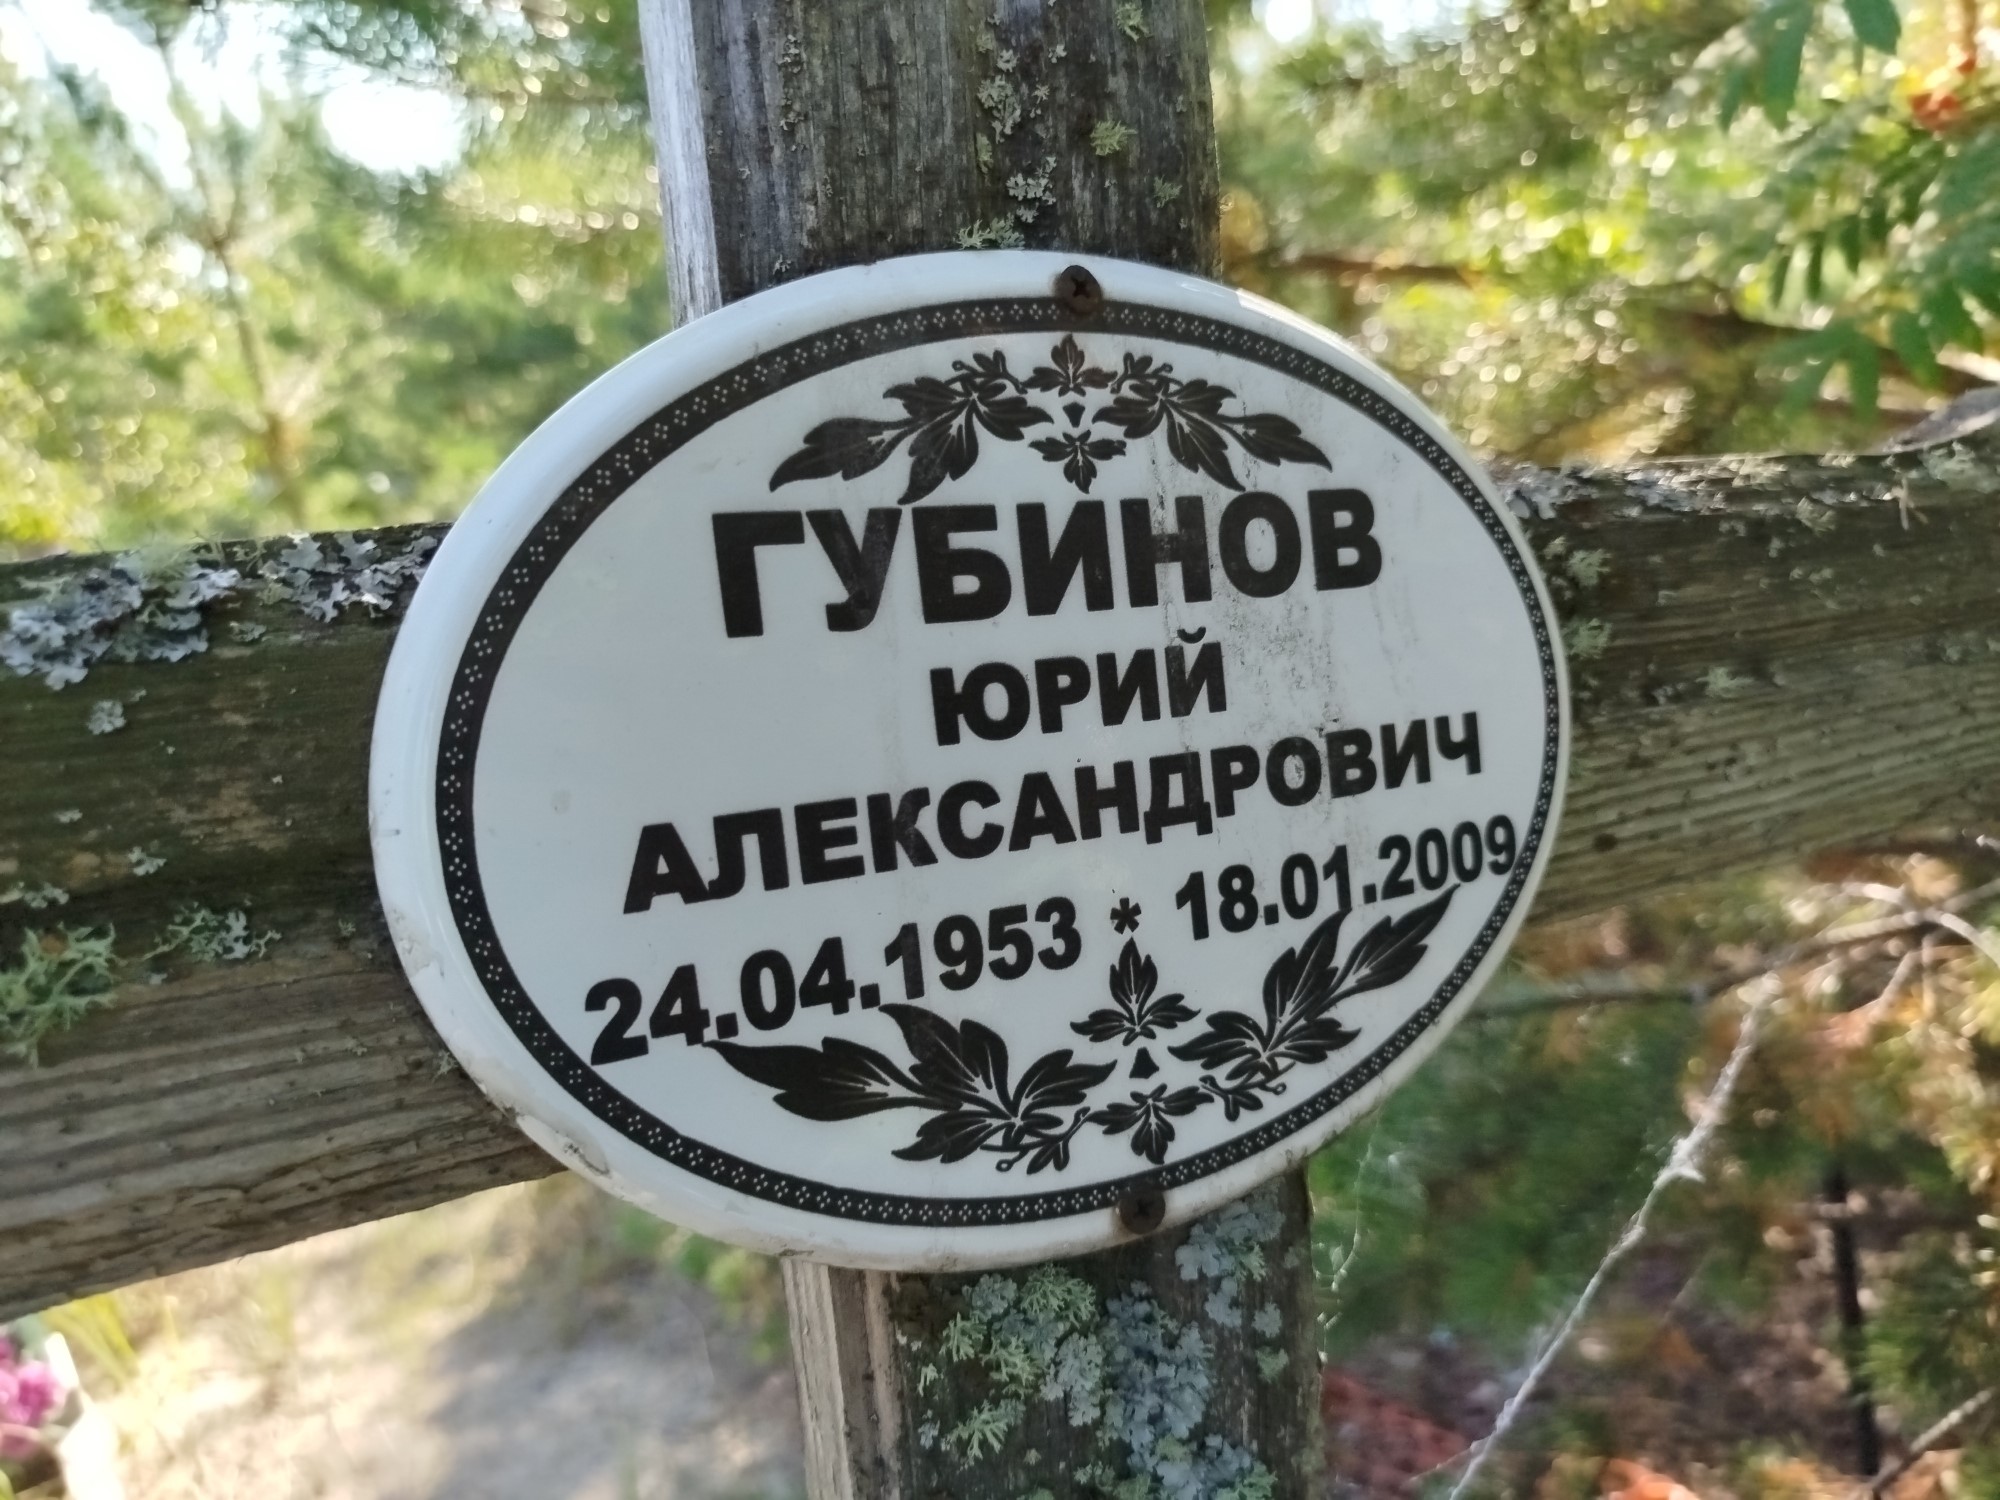 ГУБИНОВ
ЮРИЙ
АЛЕКСАНДРОВИЧ
24.04.1953 * 18.01.2009